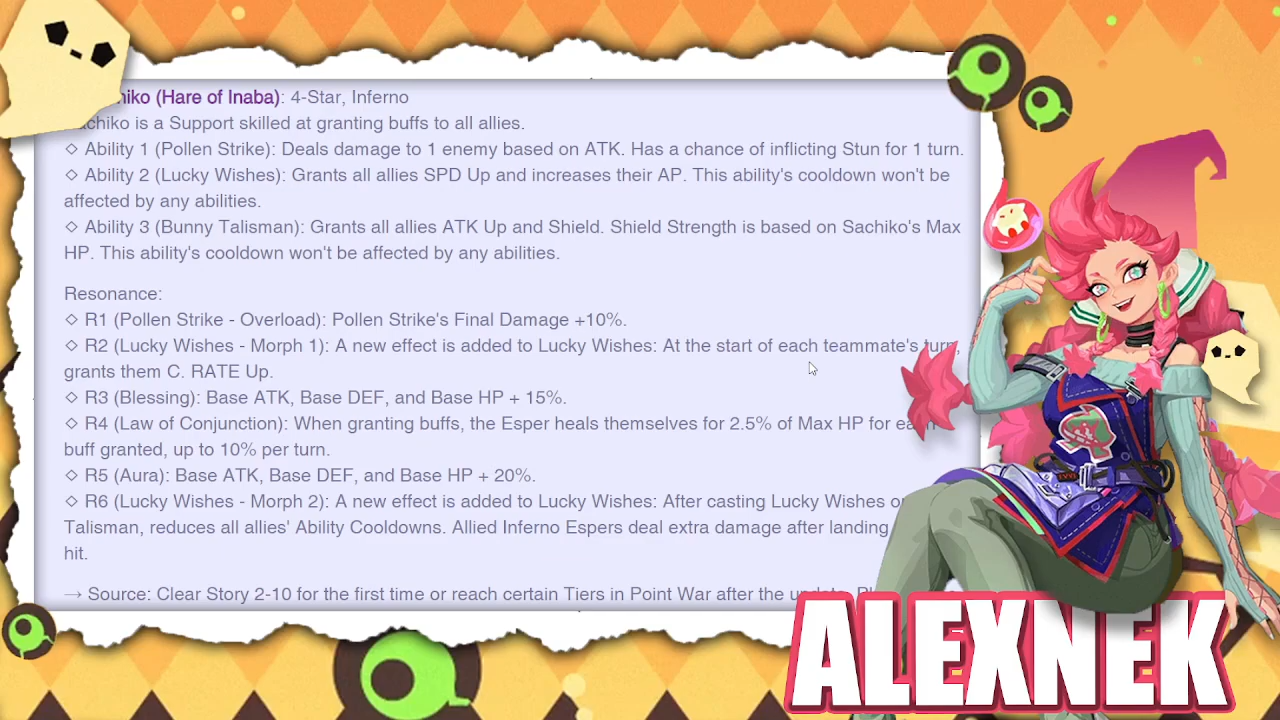 hiko (Hare of Inaba): 4-Star, Inferno
achiko is a Support skilled at granting buffs to all allies.
◇ Ability 1 (Pollen Strike): Deals damage to 1 enemy based on ATK. Has a chance of inflicting Stun for 1 turn.
◇ Ability 2 (Lucky Wishes): Grants all allies SPD Up and increases their AP. This ability's cooldown won't be
affected by any abilities.
◇ Ability 3 (Bunny Talisman): Grants all allies ATK Up and Shield. Shield Strength is based on Sachiko's Max
HP. This ability's cooldown won't be affected by any abilities.
Resonance:
◇ R1 (Pollen Strike - Overload): Pollen Strike's Final Damage +10%.
◇ R2 (Lucky Wishes - Morph 1): A new effect is added to Lucky Wishes: At the start of each teammate's turn,
grants them C. RATE Up.
◇ R3 (Blessing): Base ATK, Base DEF, and Base HP + 15%.
◇ R4 (Law of Conjunction): When granting buffs, the Esper heals themselves for 2.5% of Max HP for each
buff granted, up to 10% per turn.
◇ R5 (Aura): Base ATK, Base DEF, and Base HP + 20%.
◇ R6 (Lucky Wishes - Morph 2): A new effect is added to Lucky Wishes: After casting Lucky Wishes or
Talisman, reduces all allies' Ability Cooldowns. Allied Inferno Espers deal extra damage after landing
hit.
→ Source: Clear Story 2-10 for the first time or reach certain Tiers in Point War after the update.
ALEXNEK